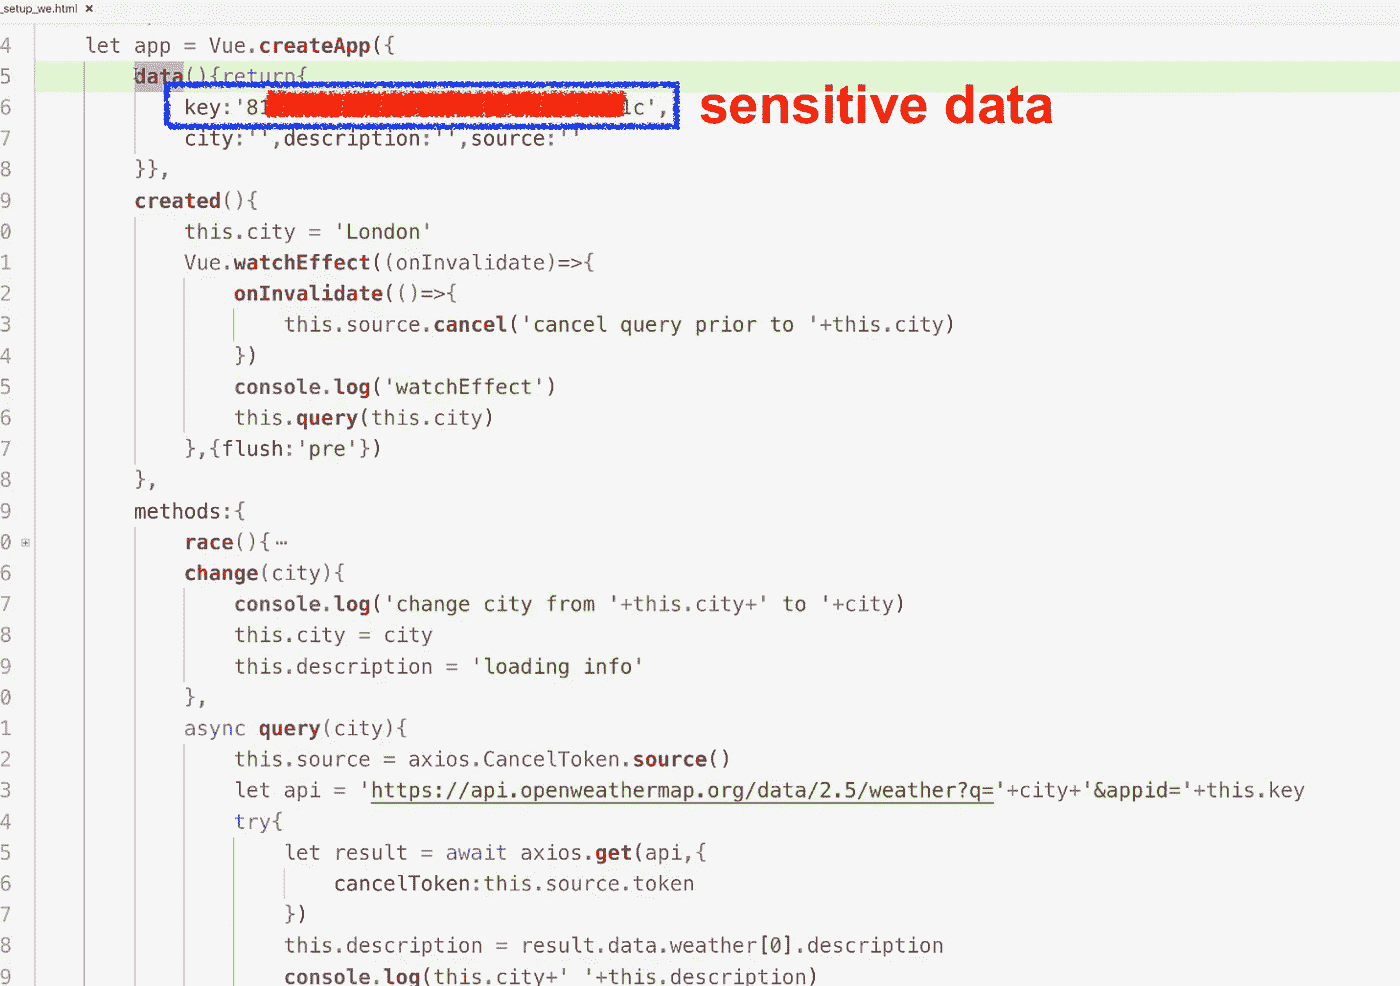 _setup_we.html ×
4 let app = Vue.createApp({
5 data(){return{
6 key:'81 1c', sensitive data
7 city:'',description:'',source:''
8 }},
9 created(){
0 this.city = 'London'
1 Vue.watchEffect((onInvalidate)=>{
2 onInvalidate(()=>{
3 this.source.cancel('cancel query prior to '+this.city)
4 })
5 console.log('watchEffect')
6 this.query(this.city)
7 },{flush:'pre'})
8 },
9 methods:{
0 race(){⋯
6 change(city){
7 console.log('change city from '+this.city+' to '+city)
8 this.city = city
9 this.description = 'loading info'
0 },
1 async query(city){
2 this.source = axios.CancelToken.source()
3 let api = 'https://api.openweathermap.org/data/2.5/weather?q='+city+'&appid='+this.key
4 try{
5 let result = await axios.get(api,{
6 cancelToken:this.source.token
7 })
8 this.description = result.data.weather[0].description
9 console.log(this.city+' '+this.description)